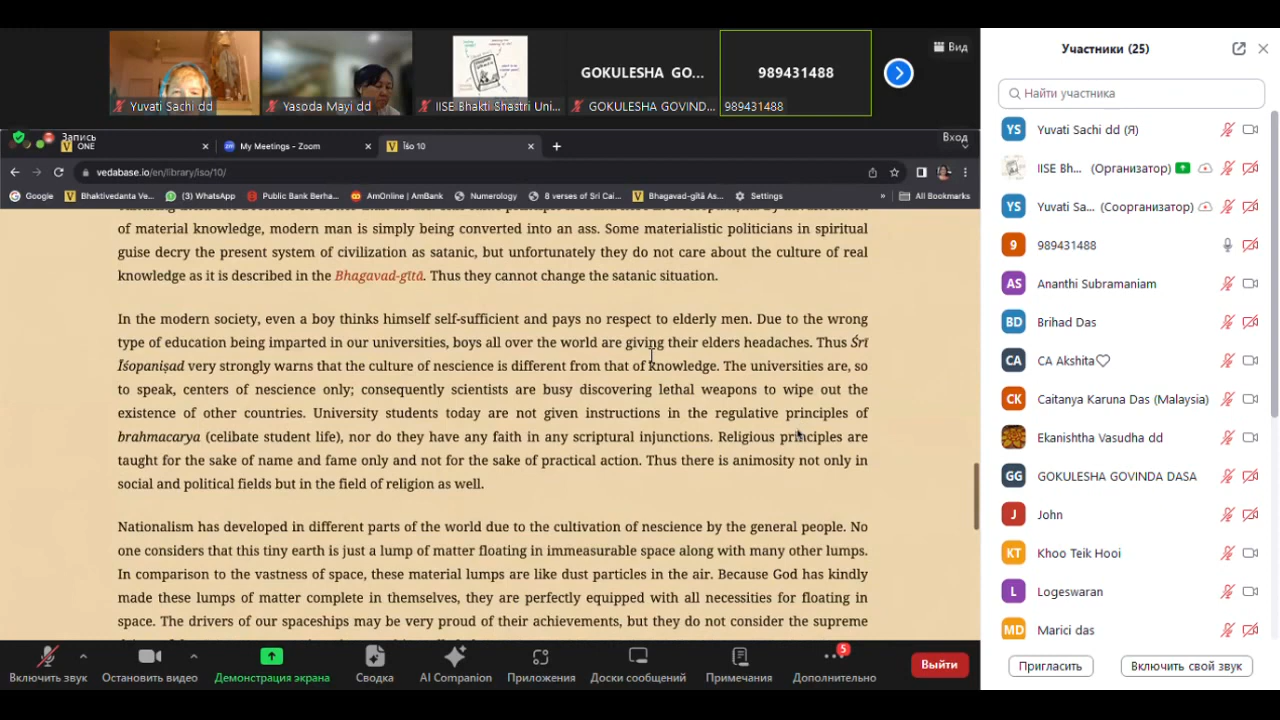 GOKULESHA GO...
989431488
Вид
Yuvati Sachi dd
Yasoda Mayi dd
IISE Bhakti Shastri Uni...
GOKULESHA GOVIND...
989431488
Запись
ONE
My Meetings - Zoom
Īśo 10
Вход
vedabase.io/en/library/iso/10/
Google
Bhaktivedanta Ve...
(3) WhatsApp
Public Bank Berha...
AmOnline | AmBank
Numerology
8 verses of Sri Cai...
Bhagavad-gītā As...
Settings
»
All Bookmarks
of material knowledge, modern man is simply being converted into an ass. Some materialistic politicians in spiritual
guise decry the present system of civilization as satanic, but unfortunately they do not care about the culture of real
knowledge as it is described in the Bhagavad-gītā. Thus they cannot change the satanic situation.
In the modern society, even a boy thinks himself self-sufficient and pays no respect to elderly men. Due to the wrong
type of education being imparted in our universities, boys all over the world are giving their elders headaches. Thus Śrī
Īśopaniṣad very strongly warns that the culture of nescience is different from that of knowledge. The universities are, so
to speak, centers of nescience only; consequently scientists are busy discovering lethal weapons to wipe out the
existence of other countries. University students today are not given instructions in the regulative principles of
brahmacarya (celibate student life), nor do they have any faith in any scriptural injunctions. Religious principles are
taught for the sake of name and fame only and not for the sake of practical action. Thus there is animosity not only in
social and political fields but in the field of religion as well.
Nationalism has developed in different parts of the world due to the cultivation of nescience by the general people. No
one considers that this tiny earth is just a lump of matter floating in immeasurable space along with many other lumps.
In comparison to the vastness of space, these material lumps are like dust particles in the air. Because God has kindly
made these lumps of matter complete in themselves, they are perfectly equipped with all necessities for floating in
space. The drivers of our spaceships may be very proud of their achievements, but they do not consider the supreme
Участники (25)
Найти участника
YS Yuvati Sachi dd (Я)
IISE Bh... (Организатор)
YS Yuvati Sa... (Соорганизатор)
9 989431488
AS Ananthi Subramaniam
BD Brihad Das
CA CA Akshita♡
CK Caitanya Karuna Das (Malaysia)
Ekanishtha Vasudha dd
GG GOKULESHA GOVINDA DASA
J John
KT Khoo Teik Hooi
L Logeswaran
MD Marici das
Пригласить
Включить свой звук
Включить звук
Остановить видео
Демонстрация экрана
Сводка
AI Companion
Приложения
Доски сообщений
Примечания
5
Дополнительно
Выйти